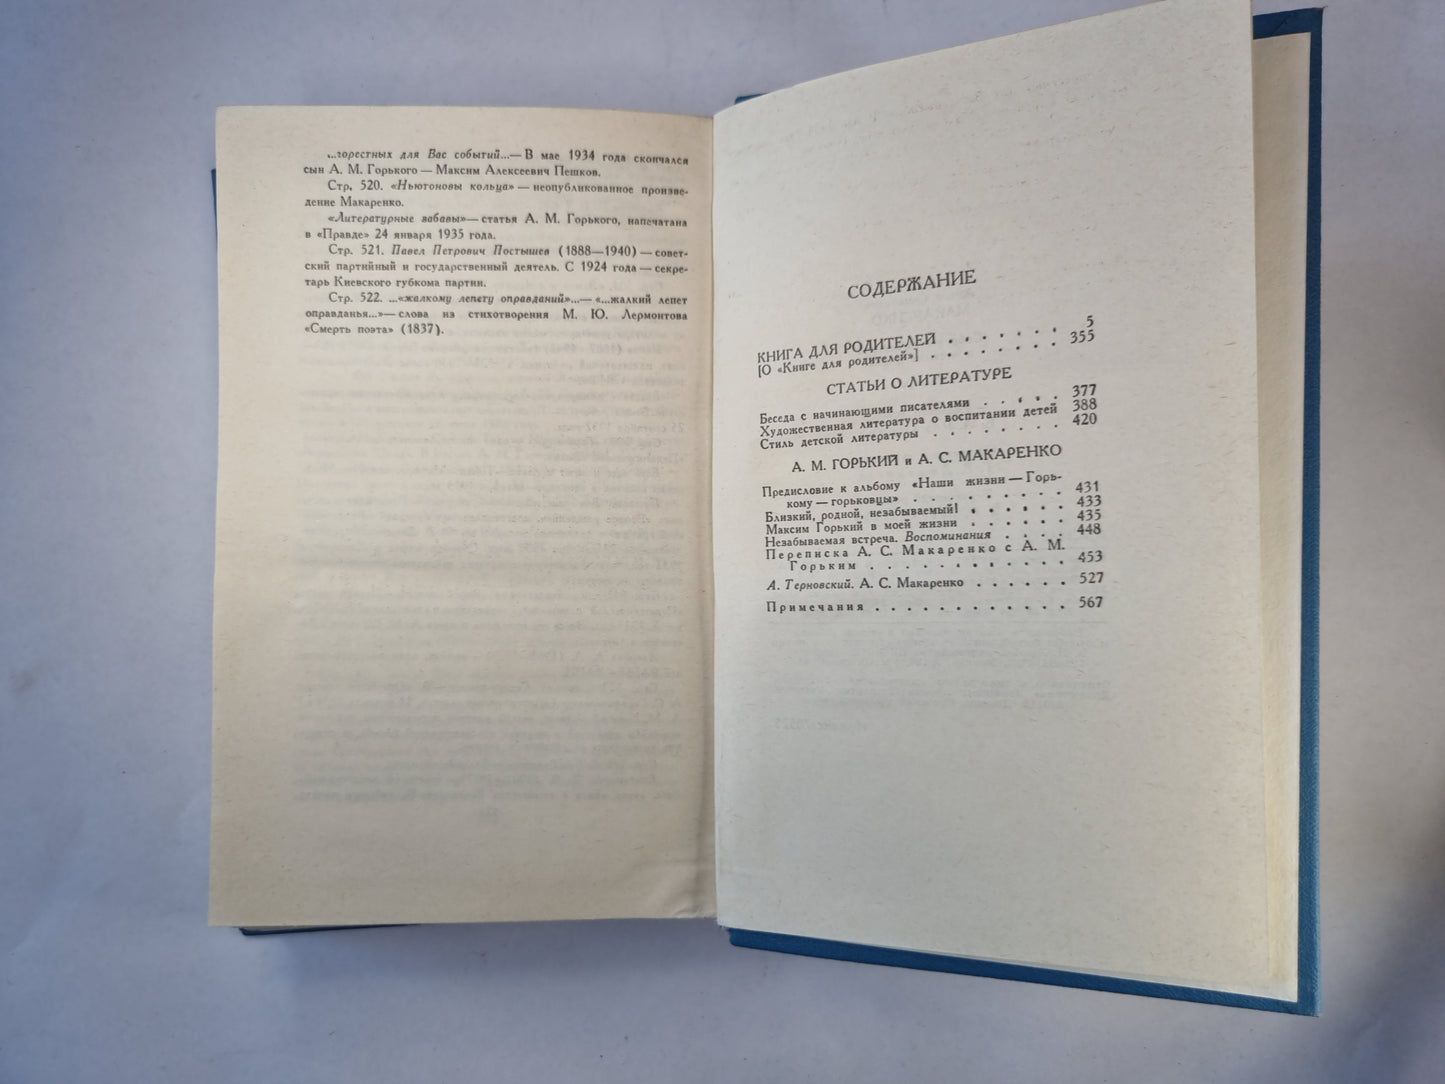 ...горестных для Вас событий...— В мае 1934 года скончался
сын А. М. Горького — Максим Алексеевич Пешков.
Стр. 520. «Ньютоновы кольца» — неопубликованное произве-
дение Макаренко.
«Литературные забавы»— статья А. М. Горького, напечатана
в «Правде» 24 января 1935 года.
Стр. 521. Павел Петрович Постышев (1888—1940) — совет-
ский партийный и государственный деятель. С 1924 года — секре-
тарь Киевского губкома партии.
Стр. 522. ...«жалкому лепету оправданий»...— «...жалкий лепет
оправданья...»— слова из стихотворения М. Ю. Лермонтова
«Смерть поэта» (1837).
СОДЕРЖАНИЕ
КНИГА ДЛЯ РОДИТЕЛЕЙ . . . . . . . 5
[О «Книге для родителей»] . . . . . . . . 355
СТАТЬИ О ЛИТЕРАТУРЕ
Беседа с начинающими писателями . . . . . 377
Художественная литература о воспитании детей 388
Стиль детской литературы . . . . . . . . 420
А. М. ГОРЬКИЙ и А. С. МАКАРЕНКО
Предисловие к альбому «Наши жизни — Горь-
кому — горьковцы» . . . . . . . . . 431
Близкий, родной, незабываемый! . . . . . . 433
Максим Горький в моей жизни . . . . . . 435
Незабываемая встреча. Воспоминания . . . . 448
Переписка А. С. Макаренко с А. М.
Горьким . . . . . . . . . . . 453
А. Терновский. А. С. Макаренко . . . . . . 527
Примечания . . . . . . . . . . . . 567